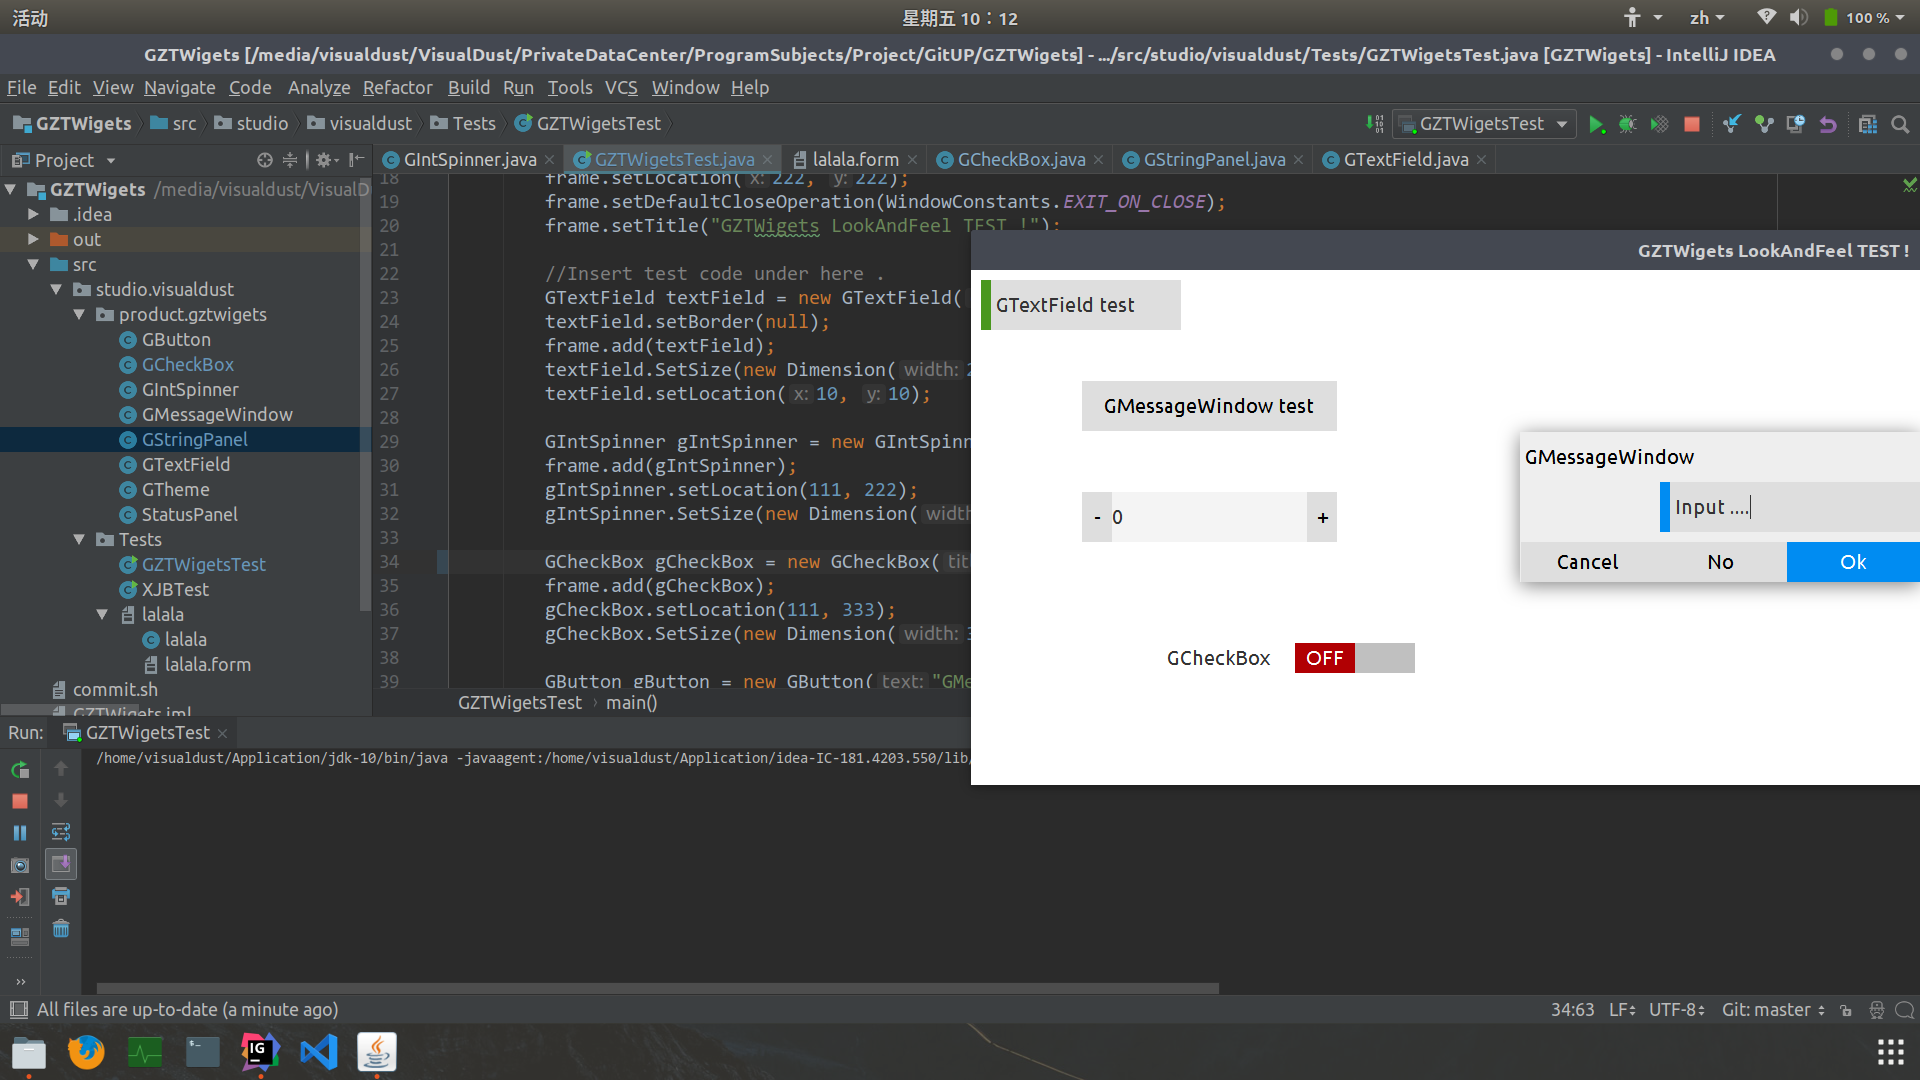 活动
星期五 10：12
zh
100 %
GZTWigets [/media/visualdust/VisualDust/PrivateDataCenter/ProgramSubjects/Project/GitUP/GZTWigets] - .../src/studio/visualdust/Tests/GZTWigetsTest.java [GZTWigets] - IntelliJ IDEA
File Edit View Navigate Code Analyze Refactor Build Run Tools VCS Window Help
GZTWigets src studio visualdust Tests GZTWigetsTest
GZTWigetsTest
Project
GIntSpinner.java GZTWigetsTest.java lalala.form GCheckBox.java GStringPanel.java GTextField.java
GZTWigets /media/visualdust/VisualD
.idea
out
src
studio.visualdust
product.gztwigets
GButton
GCheckBox
GIntSpinner
GMessageWindow
GStringPanel
GTextField
GTheme
StatusPanel
Tests
GZTWigetsTest
XJBTest
lalala
lalala
lalala.form
commit.sh
GZTWigets.iml
18 frame.setLocation( x: 222, y: 222);
19 frame.setDefaultCloseOperation(WindowConstants.EXIT_ON_CLOSE);
20 frame.setTitle("GZTWigets LookAndFeel TEST !");
21
22 //Insert test code under here .
23 GTextField textField = new GTextField(
24 textField.setBorder(null);
25 frame.add(textField);
26 textField.SetSize(new Dimension( width: 2
27 textField.setLocation( x: 10, y: 10);
28
29 GIntSpinner gIntSpinner = new GIntSpinn
30 frame.add(gIntSpinner);
31 gIntSpinner.setLocation(111, 222);
32 gIntSpinner.SetSize(new Dimension( width
33
34 GCheckBox gCheckBox = new GCheckBox( tit
35 frame.add(gCheckBox);
36 gCheckBox.setLocation(111, 333);
37 gCheckBox.SetSize(new Dimension( width: 3
38
39 GButton gButton = new GButton( text: "GMe
GZTWigetsTest › main()
GZTWigets LookAndFeel TEST !
GTextField test
GMessageWindow test
- 0 +
GCheckBox OFF
GMessageWindow
Input ....
Cancel No Ok
Run: GZTWigetsTest
/home/visualdust/Application/jdk-10/bin/java -javaagent:/home/visualdust/Application/idea-IC-181.4203.550/lib/
All files are up-to-date (a minute ago)
34:63 LF UTF-8 Git: master